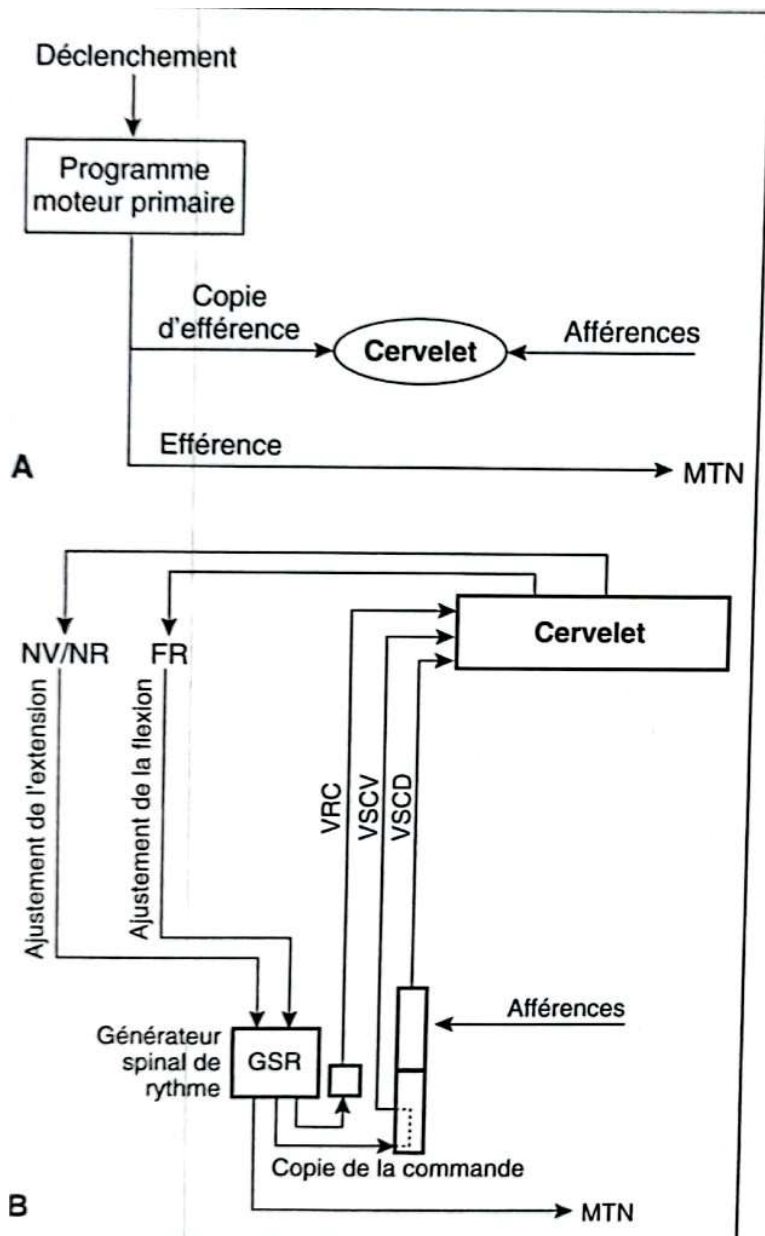 Déclenchement
Programme
moteur primaire
Copie
d'efférence
Cervelet
Afférences
Efférence
MTN
A
Cervelet
NV/NR
FR
Ajustement de l'extension
Ajustement de la flexion
VRC
VSCV
VSCD
Afférences
Générateur
spinal de
rythme
GSR
Copie de la commande
MTN
B